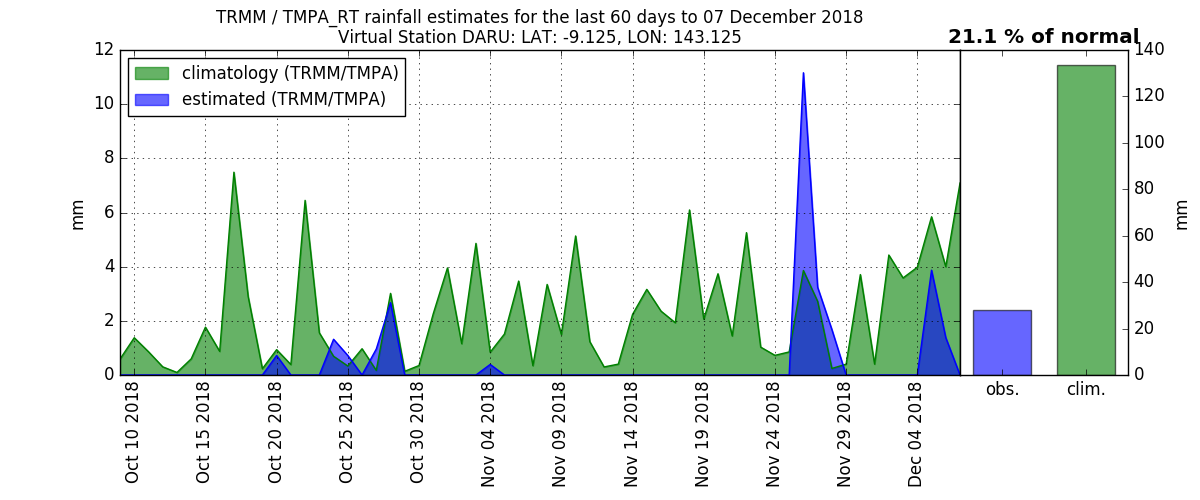 TRMM / TMPA_RT rainfall estimates for the last 60 days to 07 December 2018
Virtual Station DARU: LAT: -9.125, LON: 143.125
21.1 % of normal
climatology (TRMM/TMPA)
estimated (TRMM/TMPA)
12
10
8
6
4
2
0
mm
Oct 10 2018
Oct 15 2018
Oct 20 2018
Oct 25 2018
Oct 30 2018
Nov 04 2018
Nov 09 2018
Nov 14 2018
Nov 19 2018
Nov 24 2018
Nov 29 2018
Dec 04 2018
obs.
clim.
140
120
100
80
60
40
20
0
mm